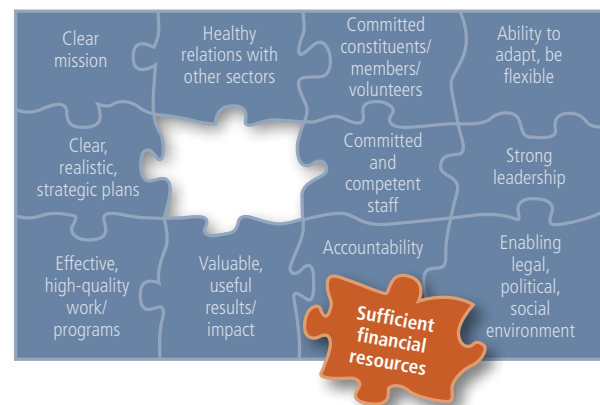 Clear
mission
Healthy
relations with
other sectors
Committed
constituents/
members/
volunteers
Ability to
adapt, be
flexible
Clear,
realistic,
strategic plans
Committed
and
competent
staff
Strong
leadership
Effective,
high-quality
work/
programs
Valuable,
useful
results/
impact
Accountability
Enabling
legal,
political,
social
environment
Sufficient
financial
resources